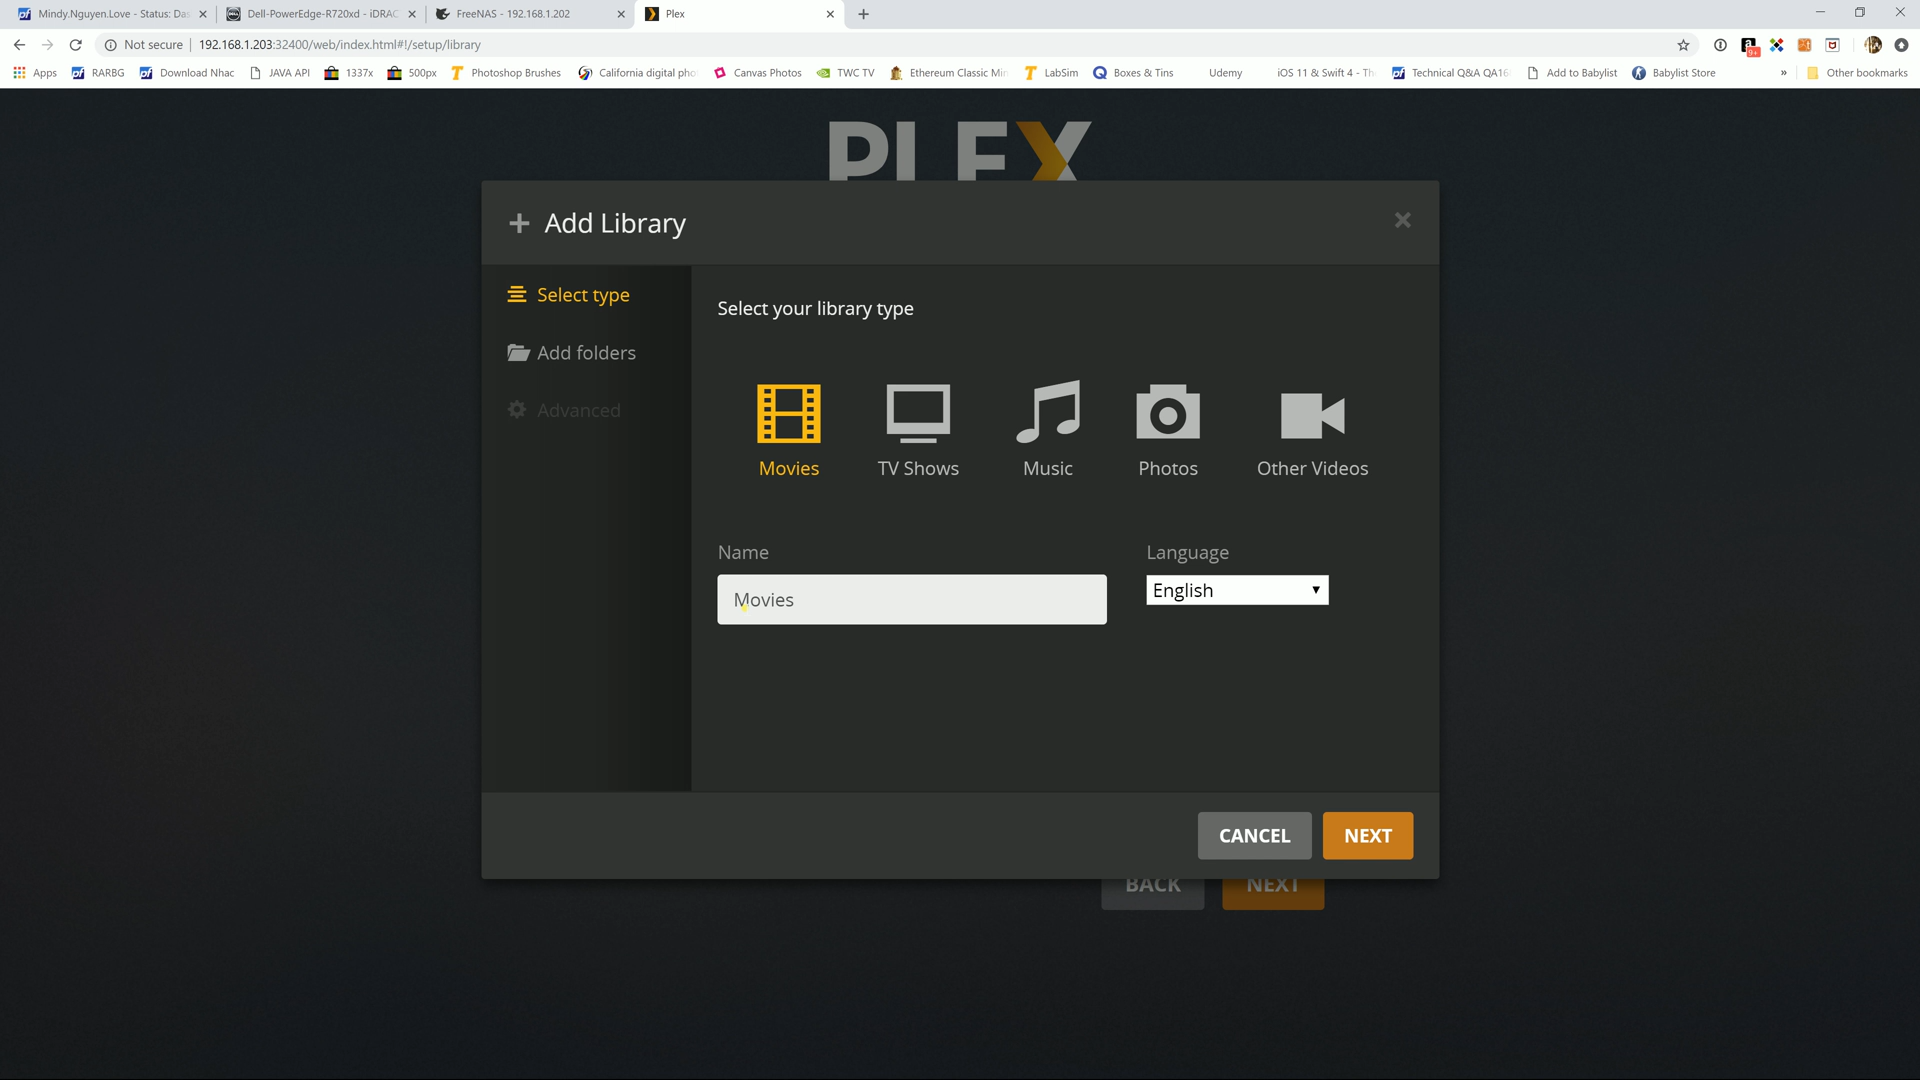 Mindy.Nguyen.Love - Status: Das
Dell-PowerEdge-R720xd - iDRAC
FreeNAS - 192.168.1.202
Plex
Not secure
192.168.1.203:32400/web/index.html#!/setup/library
Apps
RARBG
Download Nhac
JAVA API
1337x
500px
Photoshop Brushes
California digital pho
Canvas Photos
TWC TV
Ethereum Classic Min
LabSim
Boxes & Tins
Udemy
iOS 11 & Swift 4 - Th
Technical Q&A QA16
Add to Babylist
Babylist Store
»
Other bookmarks
PLEX
+ Add Library
Select type
Add folders
Advanced
Select your library type
Movies
TV Shows
Music
Photos
Other Videos
Name
Language
Movies
English
CANCEL
NEXT
BACK
NEXT